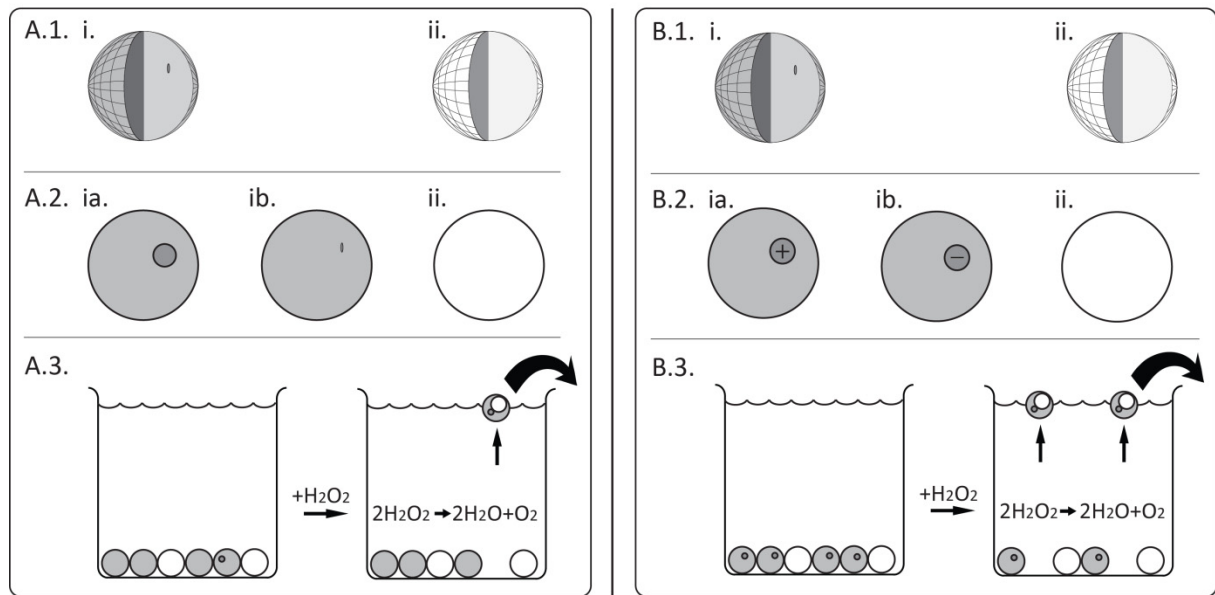 A.1. i. ii.
A.2. ia. ib. ii.
A.3.
+H2O2
2H2O2 → 2H2O+O2
B.1. i. ii.
B.2. ia. ib. ii.
+ −
B.3.
+H2O2
2H2O2 → 2H2O+O2